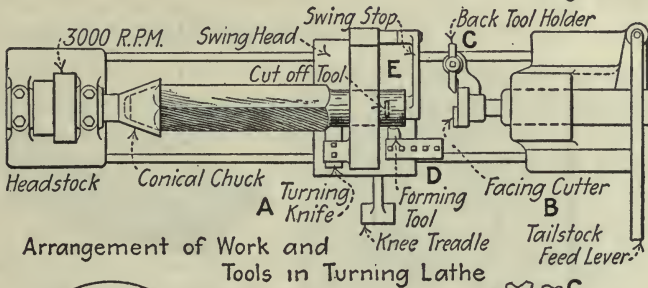 Swing Stop
Back Tool Holder
3000 R.P.M.
Swing Head
C
Cut off Tool
E
Headstock
Conical Chuck
A
Turning
Knife
Forming
Tool
D
Facing Cutter
B
Knee Treadle
Tailstock
Feed Lever
Arrangement of Work and
Tools in Turning Lathe
C